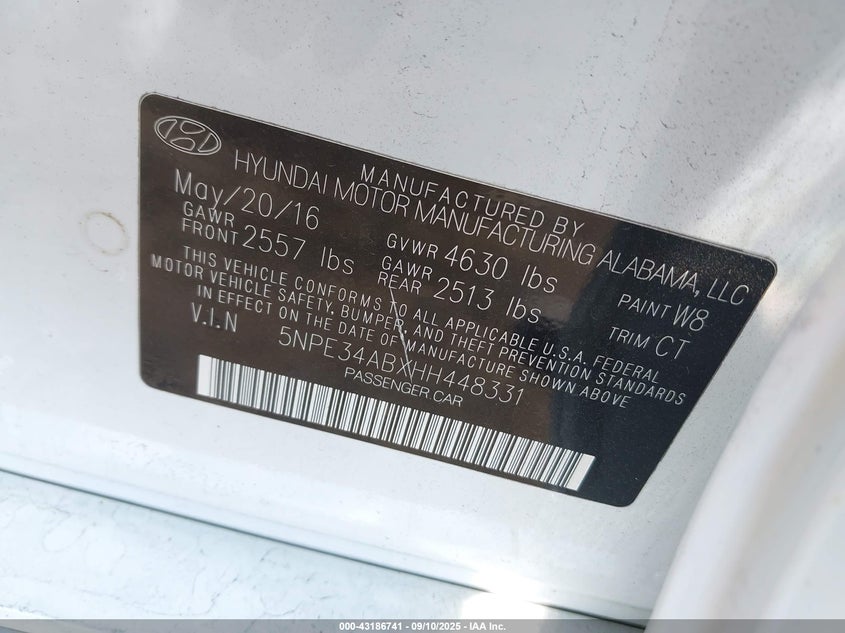 MANUFACTURED BY
HYUNDAI MOTOR MANUFACTURING ALABAMA, LLC
May/20/16
GVWR 4630 lbs
PAINT W8
GAWR FRONT 2557 lbs
GAWR REAR 2513 lbs
TRIM CT
THIS VEHICLE CONFORMS TO ALL APPLICABLE U.S.A. FEDERAL
MOTOR VEHICLE SAFETY, BUMPER, AND THEFT PREVENTION STANDARDS
IN EFFECT ON THE DATE OF MANUFACTURE SHOWN ABOVE
V.I.N 5NPE34ABXHH448331
PASSENGER CAR
000-43186741 - 09/10/2025 - IAA Inc.